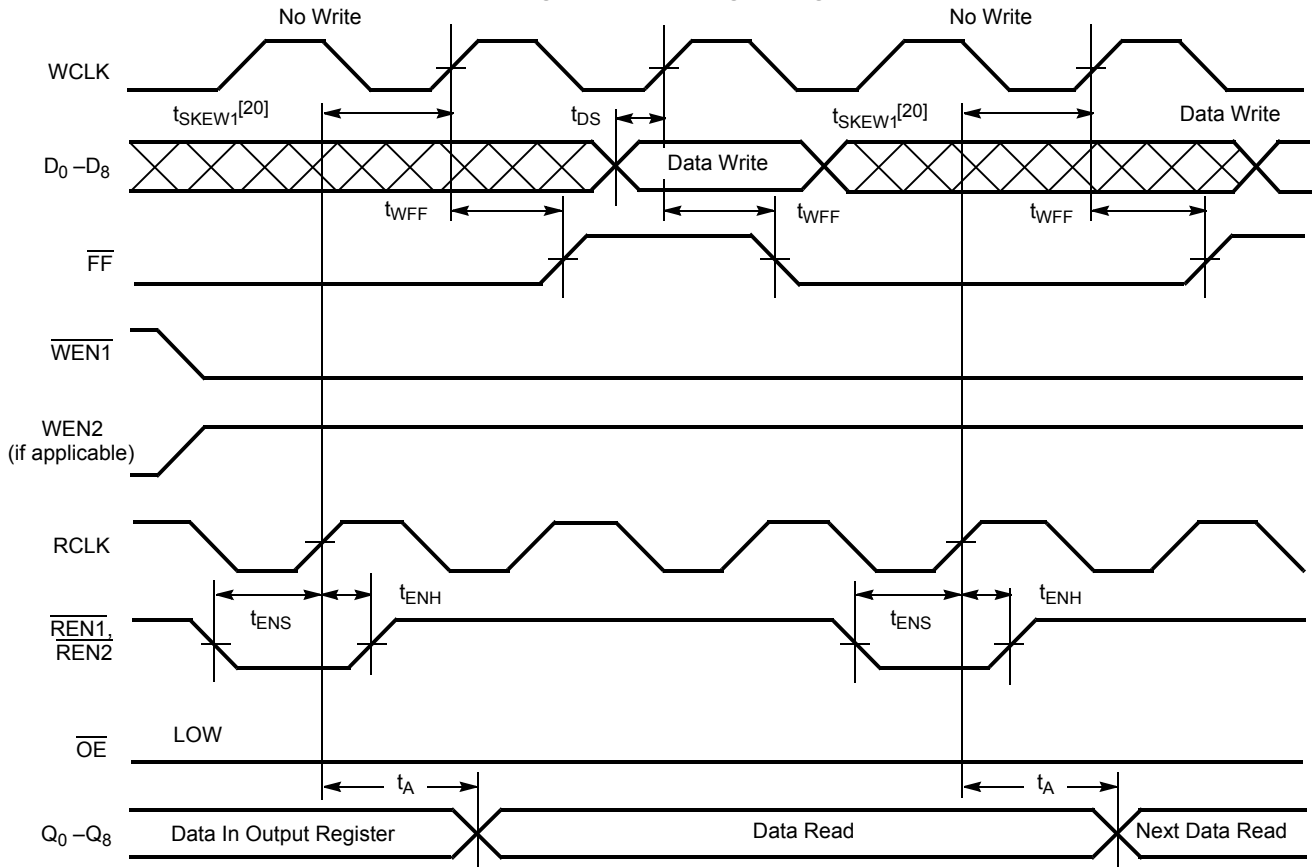 No Write
No Write
WCLK
tSKEW1[20]
tDS
tSKEW1[20]
Data Write
D0 –D8
Data Write
tWFF
tWFF
tWFF
FF
WEN1
WEN2
(if applicable)
RCLK
tENS
tENH
tENS
tENH
REN1,
REN2
LOW
OE
tA
tA
Q0 –Q8
Data In Output Register
Data Read
Next Data Read